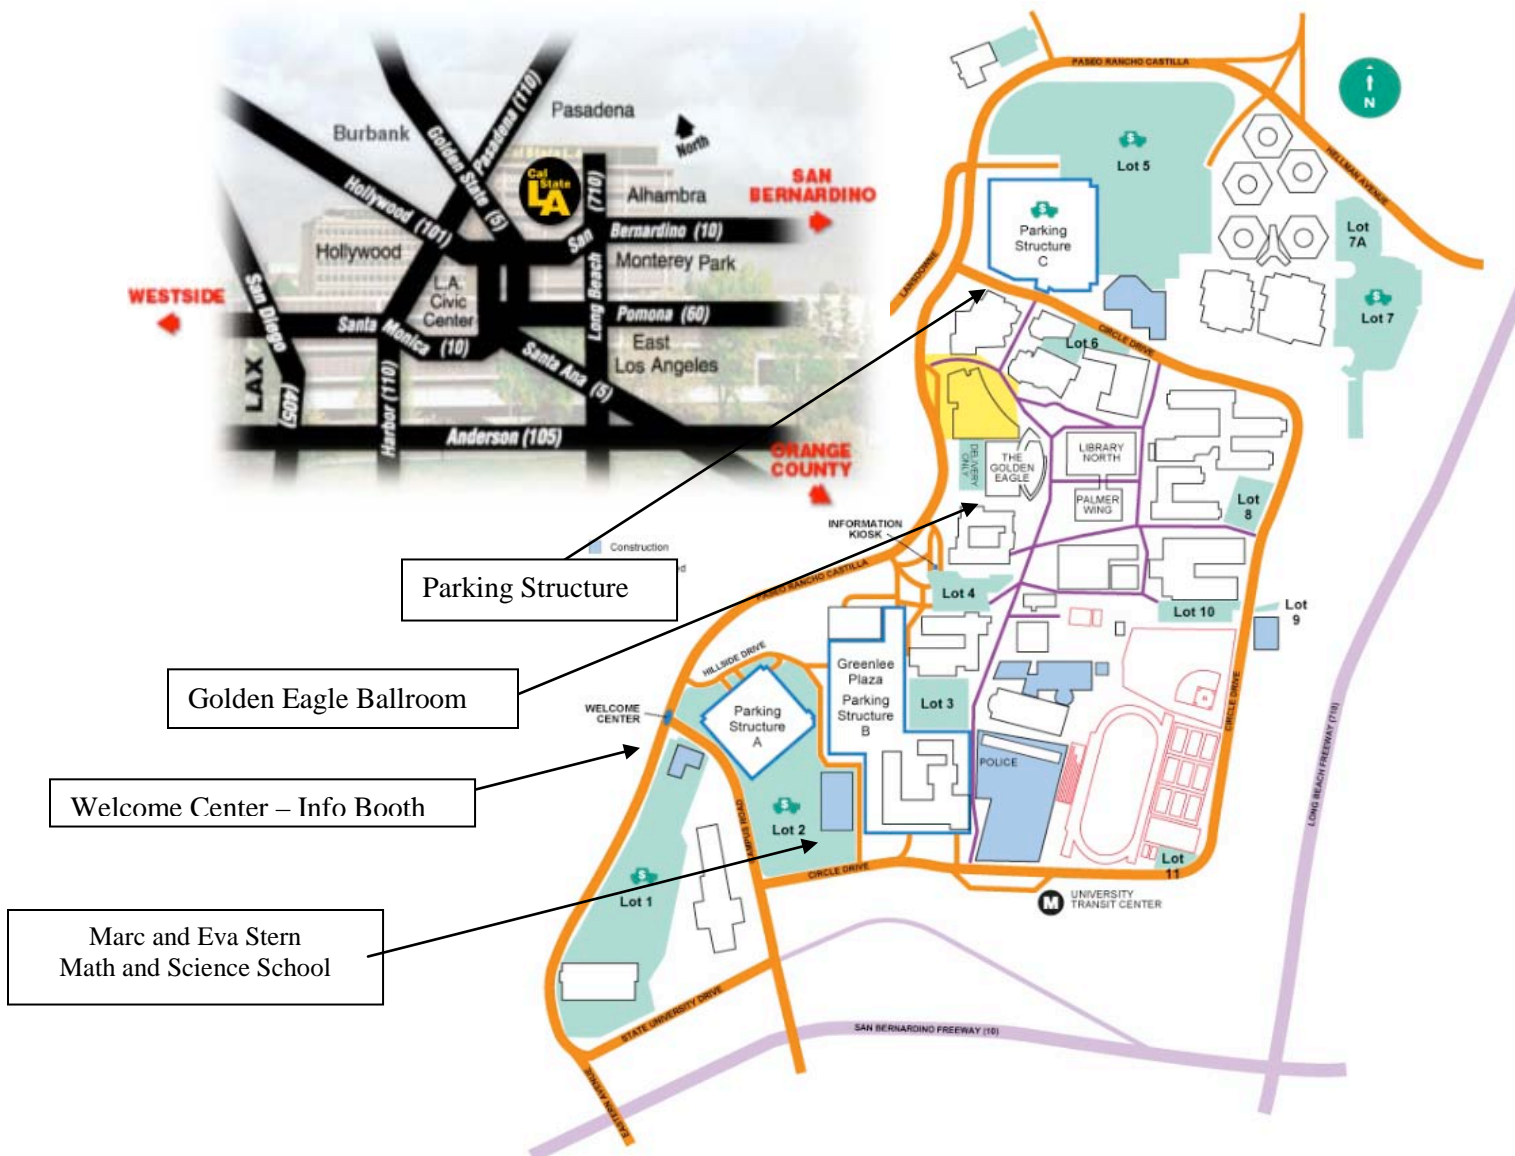 Pasadena (110)
Pasadena
Burbank
Golden State (5)
North
Cal State L.A.
Cal
State
LA
(710)
Alhambra
SAN
BERNARDINO
Hollywood (101)
San Bernardino (10)
Hollywood
Monterey Park
L.A.
Civic
Center
Long Beach
WESTSIDE
San Diego
(405)
Santa Monica (10)
Pomona (60)
East
Los Angeles
LAX
Harbor (110)
Santa Ana (5)
Anderson (105)
ORANGE
COUNTY
PASEO RANCHO CASTILLA
N
HELLMAN AVENUE
Lot 5
Lot
7A
Parking
Structure
C
LANSDORNE
Lot 7
CIRCLE DRIVE
Lot 6
LIBRARY
NORTH
THE
GOLDEN
EAGLE
DELIVERY
ONLY
PALMER
WING
Lot
8
INFORMATION
KIOSK
Construction
ed
Parking Structure
PASEO RANCHO CASTILLA
Lot 4
Lot 10
Lot
9
HILLSIDE DRIVE
Greenlee
Plaza
Parking
Structure
B
Golden Eagle Ballroom
Lot 3
WELCOME
CENTER
Parking
Structure
A
CIRCLE DRIVE
LONG BEACH FREEWAY (710)
POLICE
Welcome Center – Info Booth
Lot 2
CAMPUS ROAD
Lot
11
CIRCLE DRIVE
Lot 1
M
UNIVERSITY
TRANSIT CENTER
Marc and Eva Stern
Math and Science School
STATE UNIVERSITY DRIVE
SAN BERNARDINO FREEWAY (10)
EASTERN AVENUE